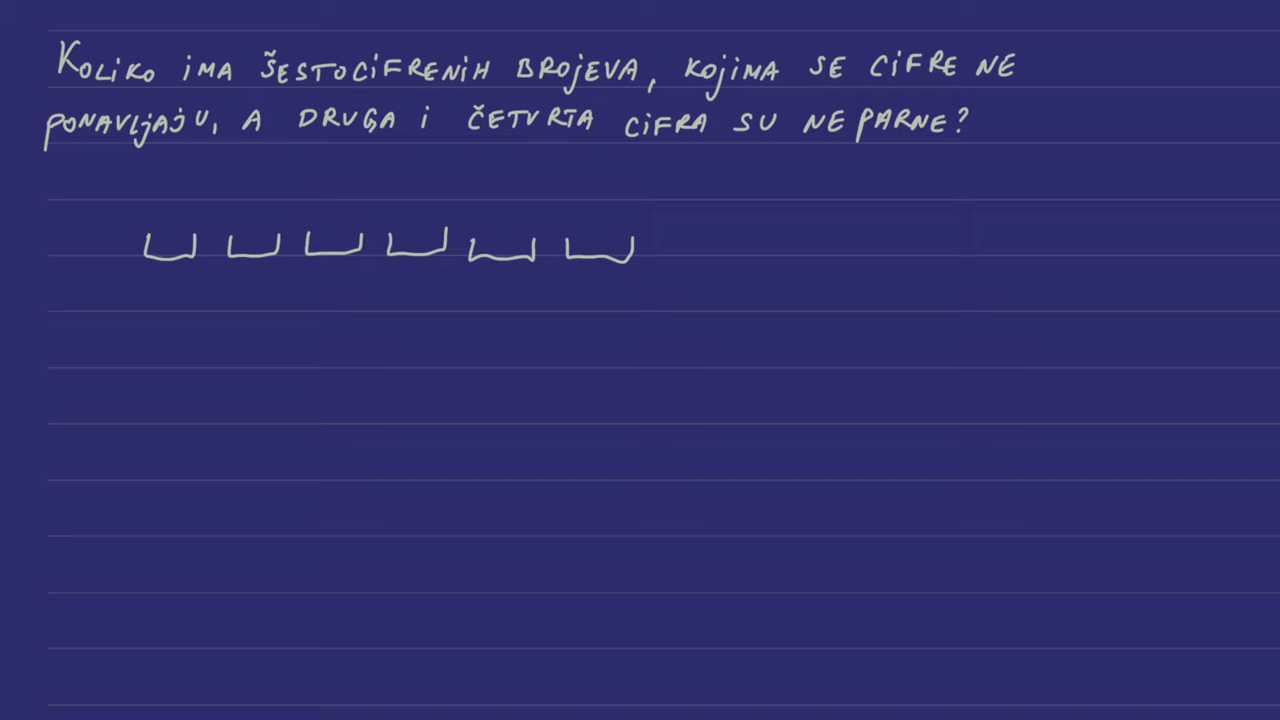 KOLIKO IMA ŠESTOCIFRENIH BROJEVA, KOJIMA SE CIFRE NE
PONAVLJAJU, A DRUGA I ČETVRTA CIFRA SU NEPARNE?